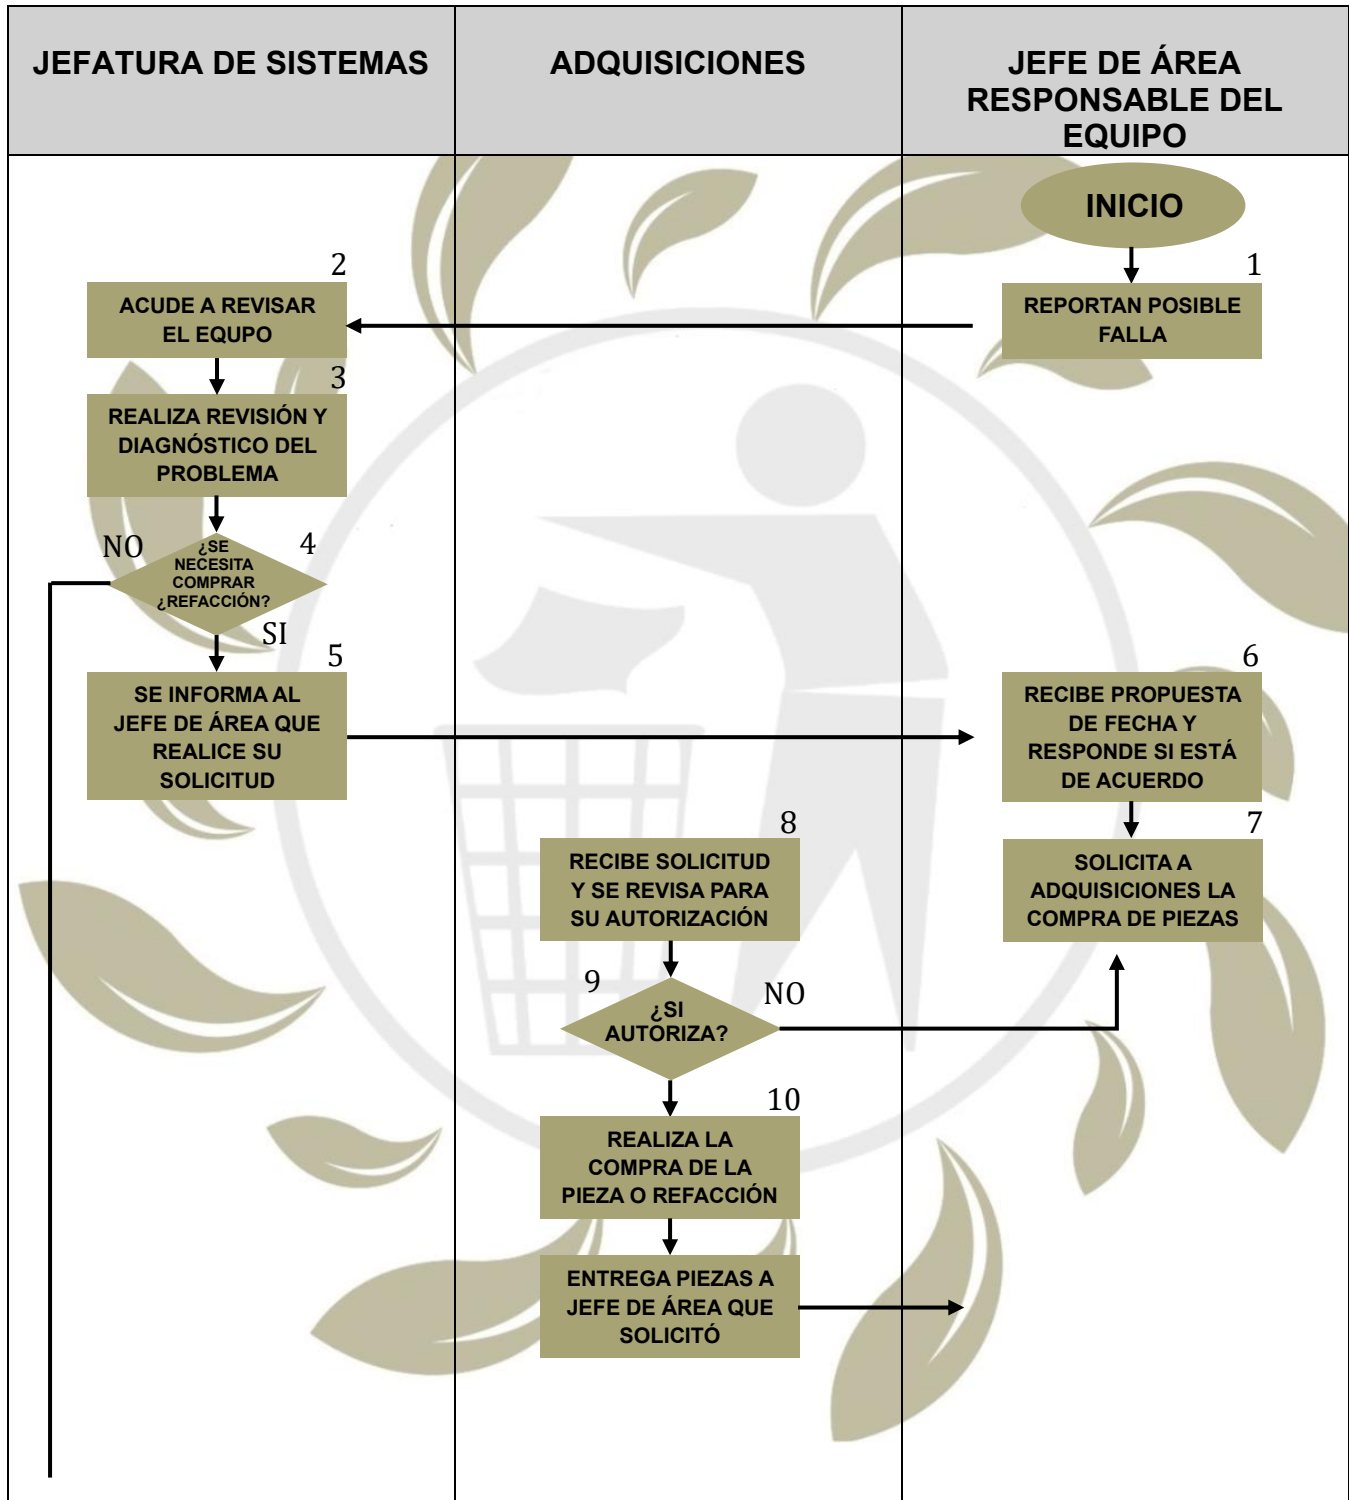 JEFATURA DE SISTEMAS
ADQUISICIONES
JEFE DE ÁREA
RESPONSABLE DEL
EQUIPO
INICIO
1
REPORTAN POSIBLE
FALLA
2
ACUDE A REVISAR
EL EQUPO
3
REALIZA REVISIÓN Y
DIAGNÓSTICO DEL
PROBLEMA
NO
4
¿SE
NECESITA
COMPRAR
¿REFACCIÓN?
SI
5
SE INFORMA AL
JEFE DE ÁREA QUE
REALICE SU
SOLICITUD
6
RECIBE PROPUESTA
DE FECHA Y
RESPONDE SI ESTÁ
DE ACUERDO
7
SOLICITA A
ADQUISICIONES LA
COMPRA DE PIEZAS
8
RECIBE SOLICITUD
Y SE REVISA PARA
SU AUTORIZACIÓN
9
NO
¿SI
AUTORIZA?
10
REALIZA LA
COMPRA DE LA
PIEZA O REFACCIÓN
ENTREGA PIEZAS A
JEFE DE ÁREA QUE
SOLICITÓ